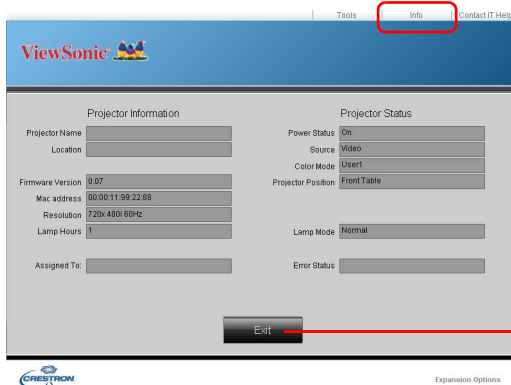 Tools Info Contact IT Help
ViewSonic
Projector Information
Projector Name
Location
Firmware Version 0.07
Mac address 00:00:11:99:22:88
Resolution 720x 480i 60Hz
Lamp Hours 1
Assigned To:
Projector Status
Power Status On
Source Video
Color Mode User1
Projector Position Front Table
Lamp Mode Normal
Error Status
Exit
CRESTRON
Expansion Options